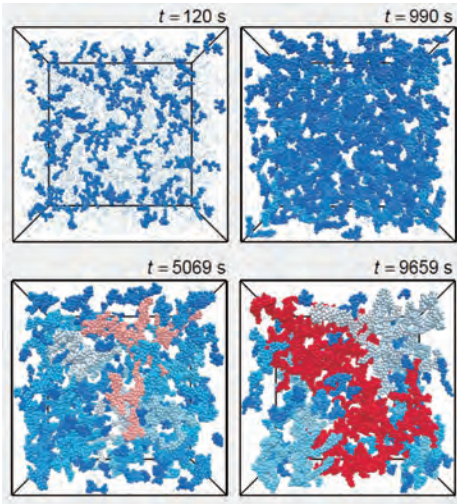 t = 120 s
t = 990 s
t = 5069 s
t = 9659 s